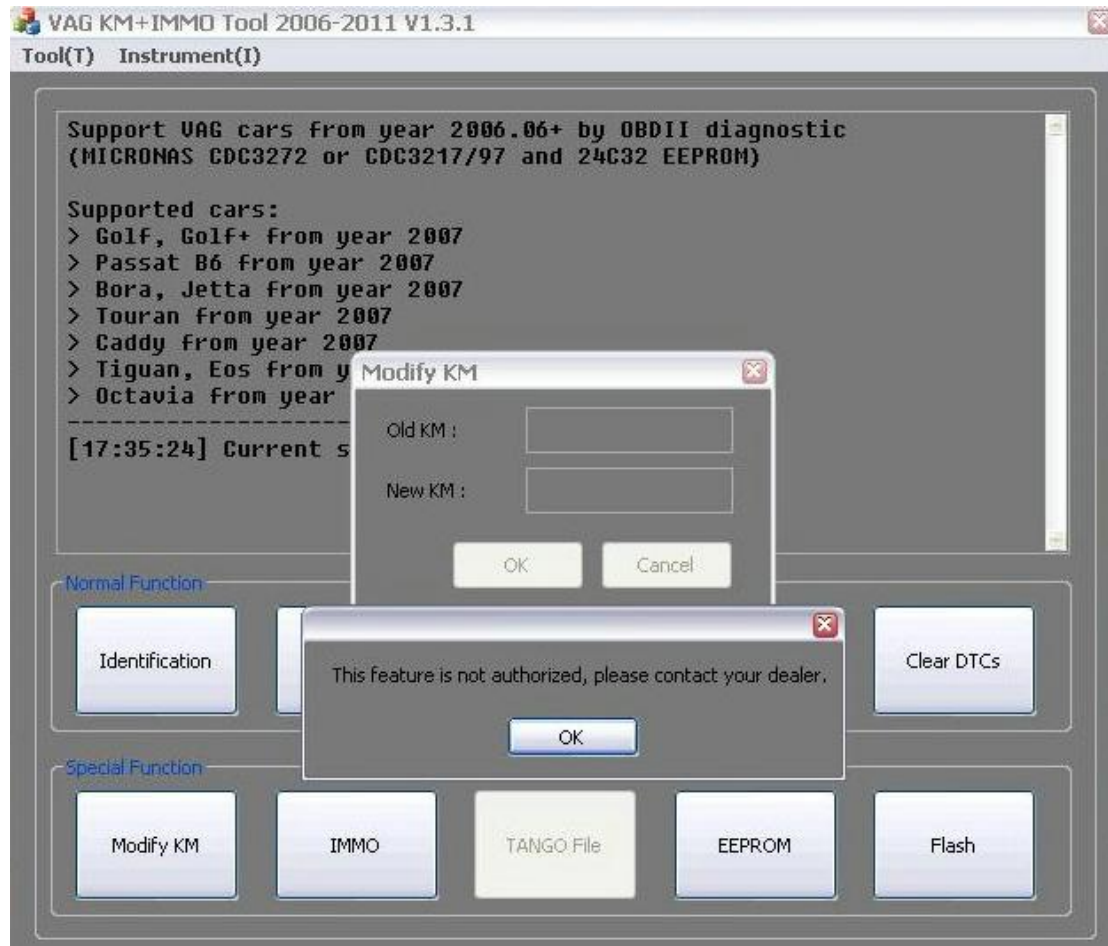 VAG KM+IMMO Tool 2006-2011 V1.3.1
Tool(T) Instrument(I)
Support VAG cars from year 2006.06+ by OBDII diagnostic
(MICRONAS CDC3272 or CDC3217/97 and 24C32 EEPROM)
Supported cars:
> Golf, Golf+ from year 2007
> Passat B6 from year 2007
> Bora, Jetta from year 2007
> Touran from year 2007
> Caddy from year 2007
> Tiguan, Eos from y
> Octavia from year
[17:35:24] Current s
Modify KM
Old KM :
New KM :
OK Cancel
Normal Function
Identification
Clear DTCs
This feature is not authorized, please contact your dealer.
OK
Special Function
Modify KM
IMMO
TANGO File
EEPROM
Flash